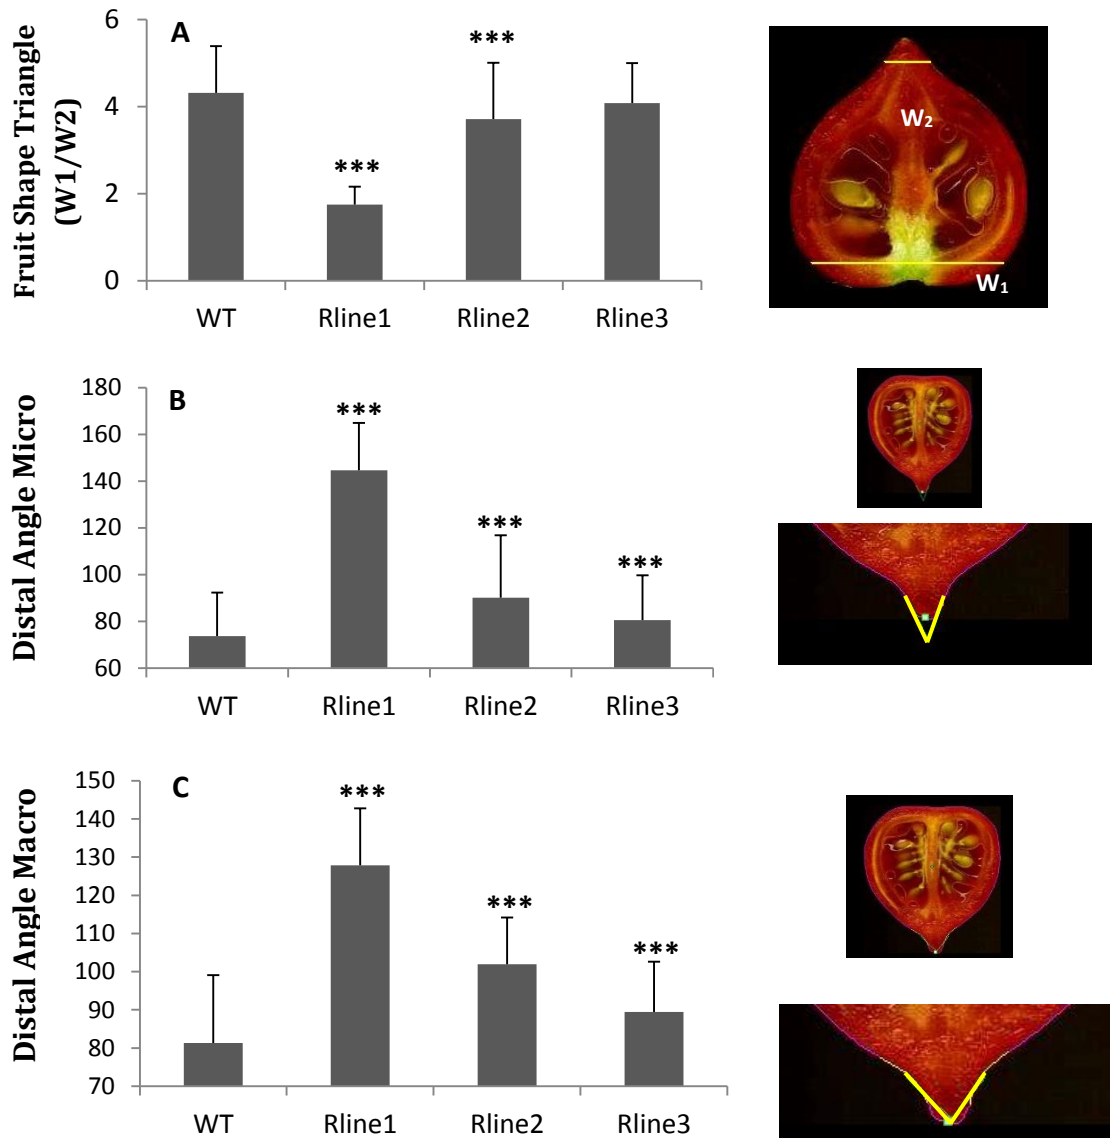 A
Fruit Shape Triangle
(W1/W2)
6
4
2
0
***
***
WT
Rline1
Rline2
Rline3
W2
W1
B
Distal Angle Micro
180
160
140
120
100
80
60
***
***
***
WT
Rline1
Rline2
Rline3
C
Distal Angle Macro
150
140
130
120
110
100
90
80
70
***
***
***
WT
Rline1
Rline2
Rline3